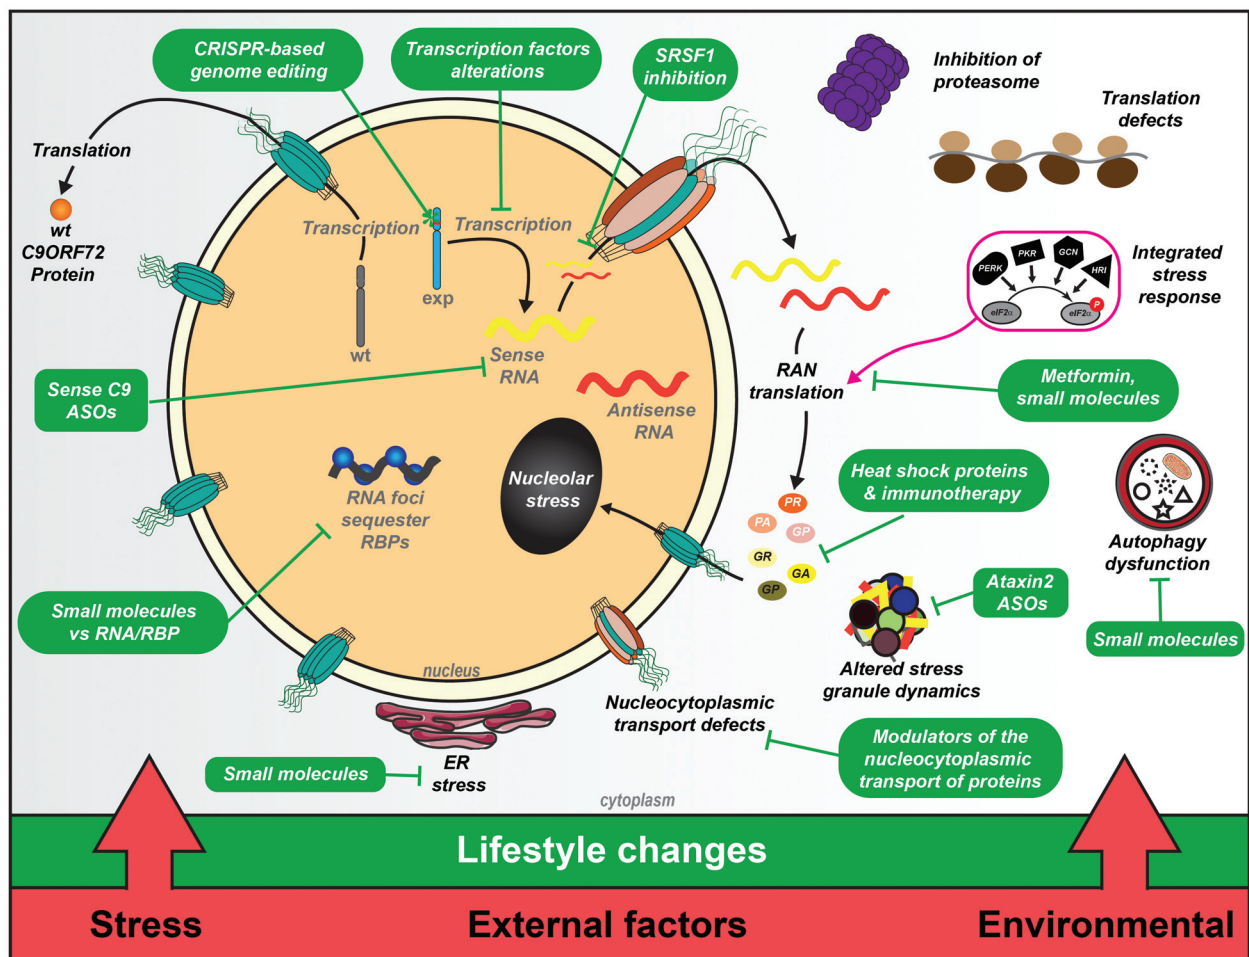 CRISPR-based
genome editing
Transcription factors
alterations
SRSF1
inhibition
Inhibition of
proteasome
Translation
defects
Translation
wt
C9ORF72
Protein
Transcription
Transcription
exp
wt
Sense
RNA
Antisense
RNA
Sense C9
ASOs
PERK
PKR
GCN
HRI
eIF2α
eIF2α
P
Integrated
stress
response
RAN
translation
Metformin,
small molecules
Nucleolar
stress
RNA foci
sequester
RBPs
Heat shock proteins
& immunotherapy
PR
PA
GP
GR
GA
GP
Autophagy
dysfunction
Ataxin2
ASOs
Small molecules
vs RNA/RBP
Small molecules
Altered stress
granule dynamics
nucleus
Nucleocytoplasmic
transport defects
Modulators of the
nucleocytoplasmic
transport of proteins
Small molecules
ER
stress
cytoplasm
Lifestyle changes
Stress
External factors
Environmental